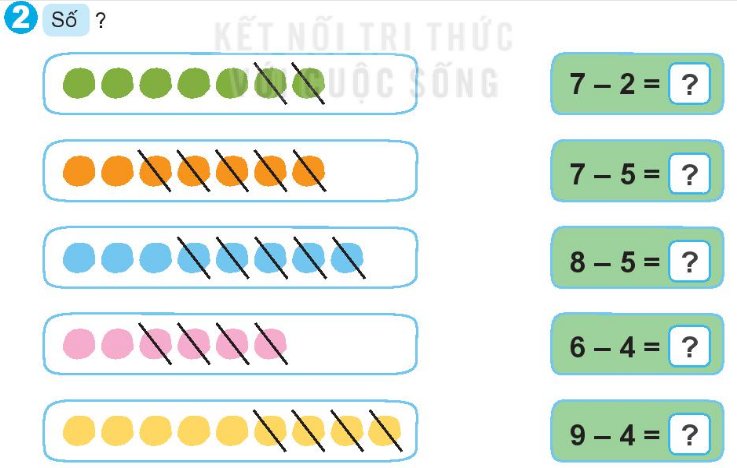 2 Số ?
KẾT NỐI TRI THỨC
VỚI CUỘC SỐNG
7 – 2 = ?
7 – 5 = ?
8 – 5 = ?
6 – 4 = ?
9 – 4 = ?